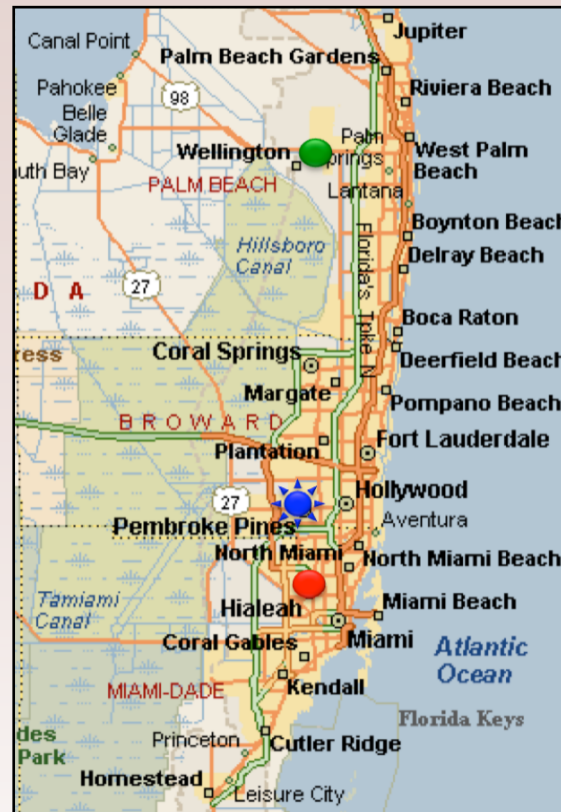 Jupiter
Canal Point
Palm Beach Gardens
Pahokee
98
Riviera Beach
Belle
Glade
Palm
Springs
West Palm
Beach
Wellington
uth Bay
PALM BEACH
Lantana
Boynton Beach
Hillsboro
Canal
Delray Beach
27
D A
Florida's Tpke N
Boca Raton
ress
Coral Springs
Deerfield Beach
Margate
Pompano Beach
BROWARD
Fort Lauderdale
Plantation
27
Hollywood
Pembroke Pines
Aventura
North Miami
North Miami Beach
Tamiami
Canal
Hialeah
Miami Beach
Coral Gables
Miami
Atlantic
Ocean
MIAMI-DADE
Kendall
Florida Keys
des
Park
Princeton
Cutler Ridge
Homestead
Leisure City